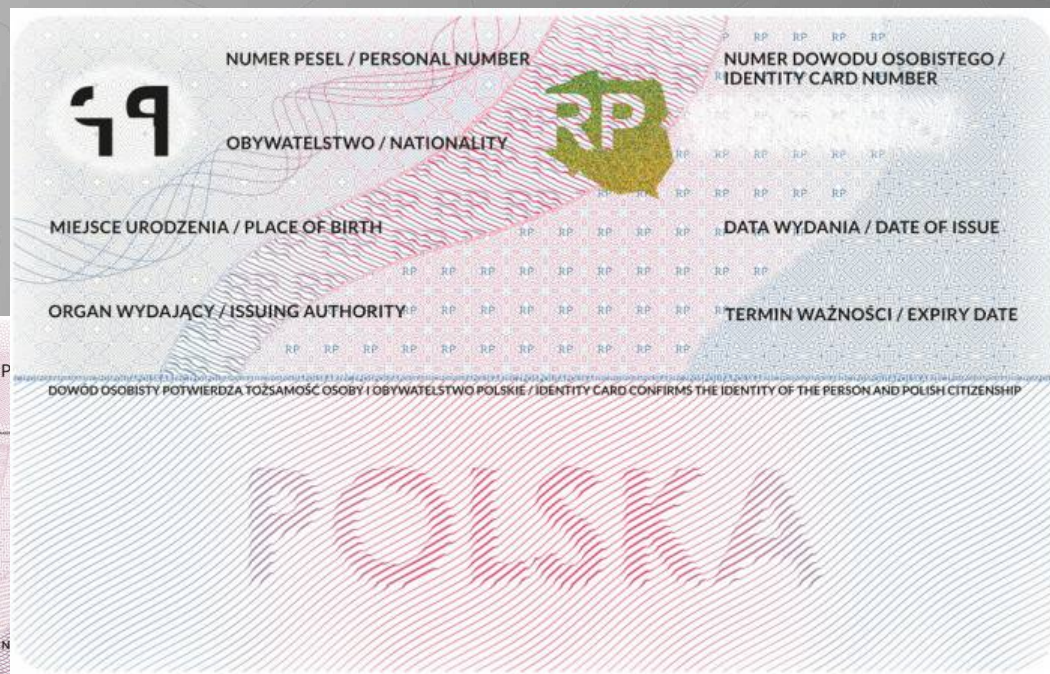 NUMER PESEL / PERSONAL NUMBER
NUMER DOWODU OSOBISTEGO /
IDENTITY CARD NUMBER
RP
OBYWATELSTWO / NATIONALITY
MIEJSCE URODZENIA / PLACE OF BIRTH
DATA WYDANIA / DATE OF ISSUE
ORGAN WYDAJĄCY / ISSUING AUTHORITY
TERMIN WAŻNOŚCI / EXPIRY DATE
DOWÓD OSOBISTY POTWIERDZA TOŻSAMOŚĆ OSOBY I OBYWATELSTWO POLSKIE / IDENTITY CARD CONFIRMS THE IDENTITY OF THE PERSON AND POLISH CITIZENSHIP
POLSKA